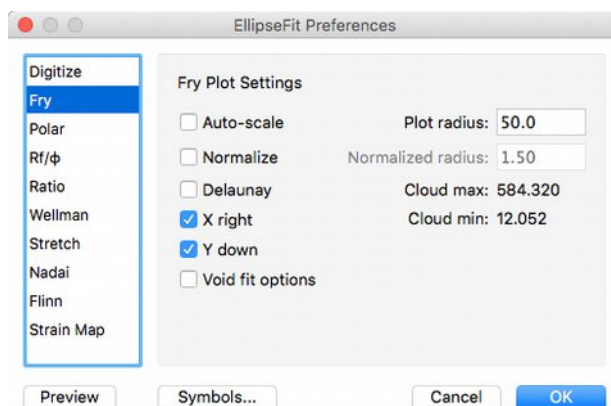 EllipseFit Preferences
Digitize
Fry
Polar
Rf/ϕ
Ratio
Wellman
Stretch
Nadai
Flinn
Strain Map
Fry Plot Settings
Auto-scale Plot radius: 50.0
Normalize Normalized radius: 1.50
Delaunay Cloud max: 584.320
X right Cloud min: 12.052
Y down
Void fit options
Preview Symbols... Cancel OK